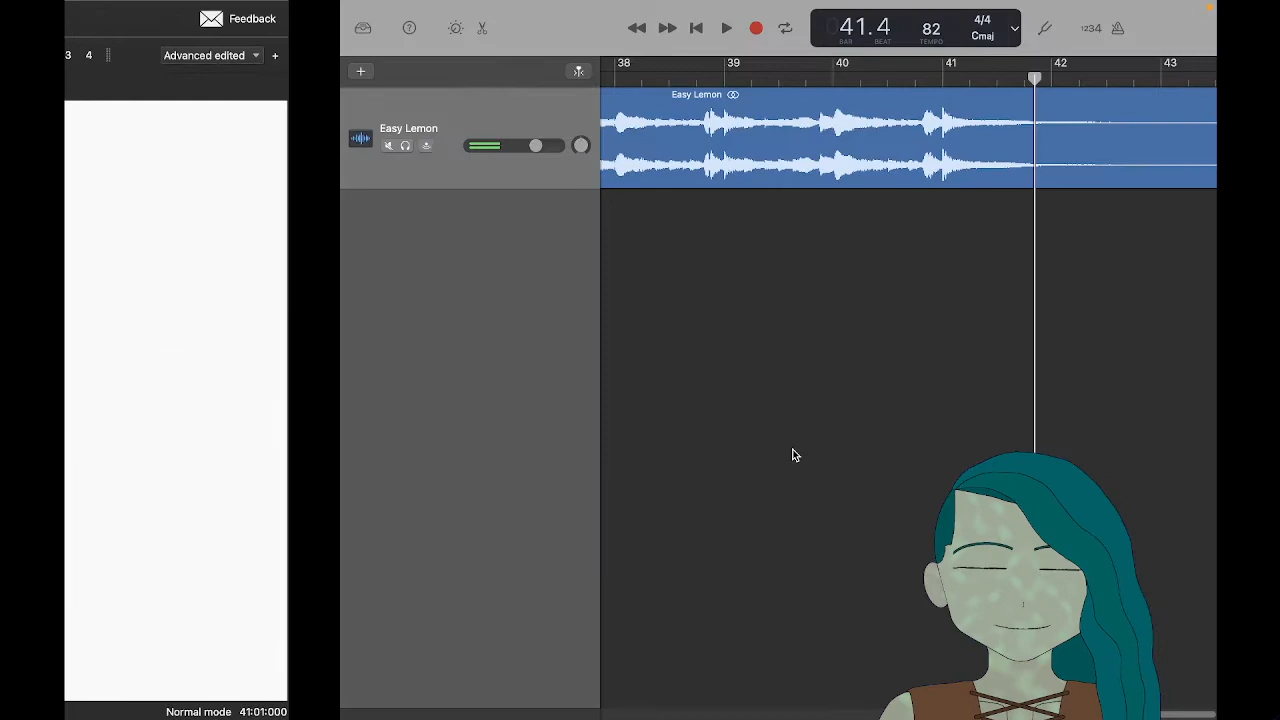 Feedback
3 4 Advanced edited +
Normal mode 41:01:000
41.4 82 4/4
BAR BEAT TEMPO Cmaj
1234
38 39 40 41 42 43
Easy Lemon
Easy Lemon